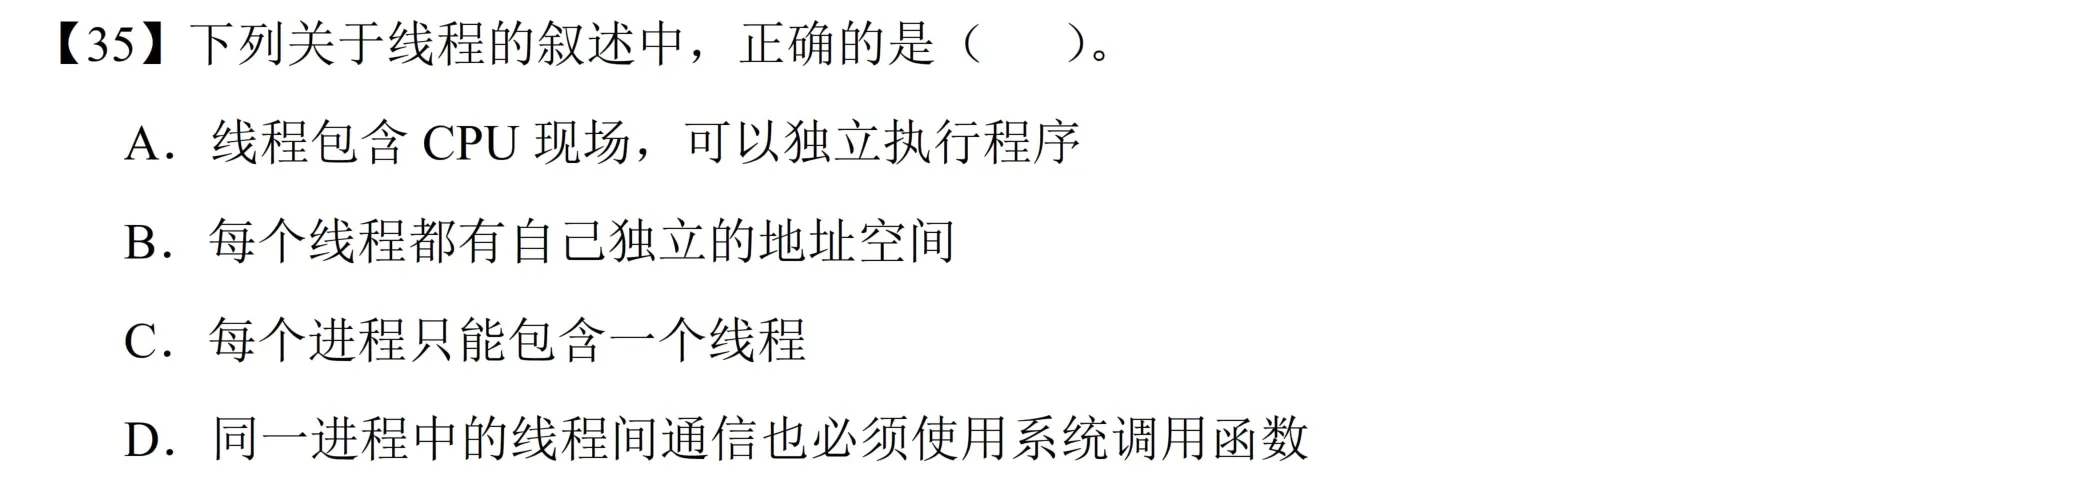 【35】下列关于线程的叙述中，正确的是（　　）。
A．线程包含 CPU 现场，可以独立执行程序
B．每个线程都有自己独立的地址空间
C．每个进程只能包含一个线程
D．同一进程中的线程间通信也必须使用系统调用函数